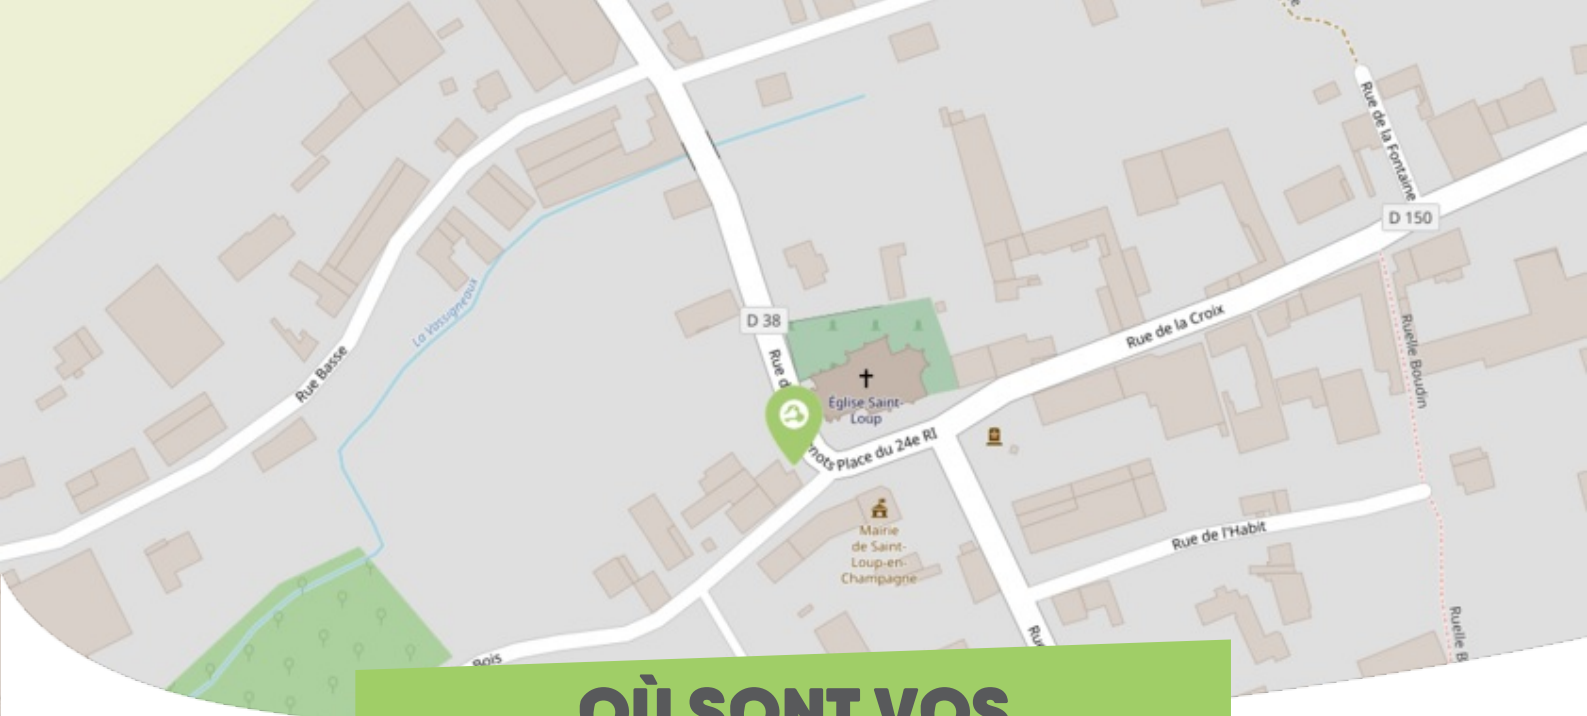 Rue de la Fontaine
D 150
La Vassigneaux
D 38
Rue de la Croix
Ruelle Boudin
Rue Basse
Rue d
Église Saint-
Loup
nots
Place du 24e RI
Mairie
de Saint-
Loup-en-
Champagne
Rue de l'Habit
Ruelle B
Rue
Bois
OÙ SONT VOS